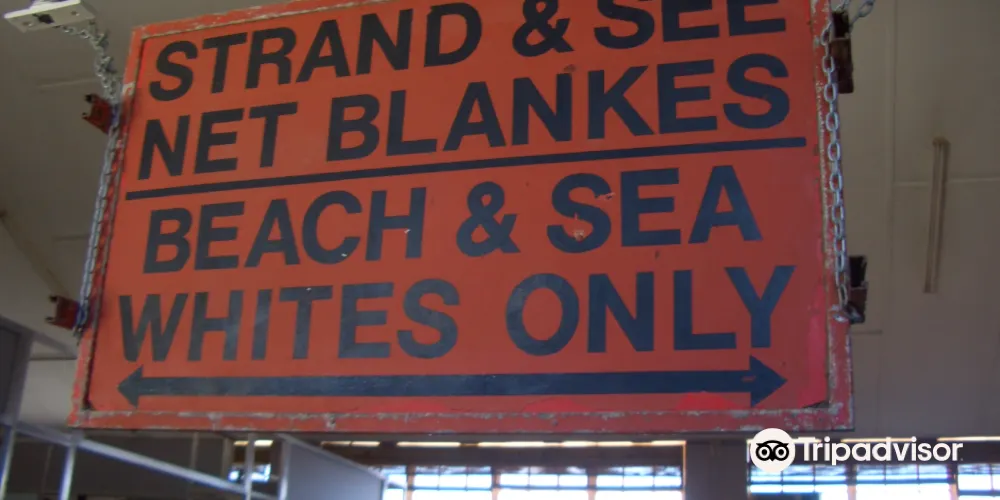 STRAND & SEE
NET BLANKES
BEACH & SEA
WHITES ONLY
Tripadvisor